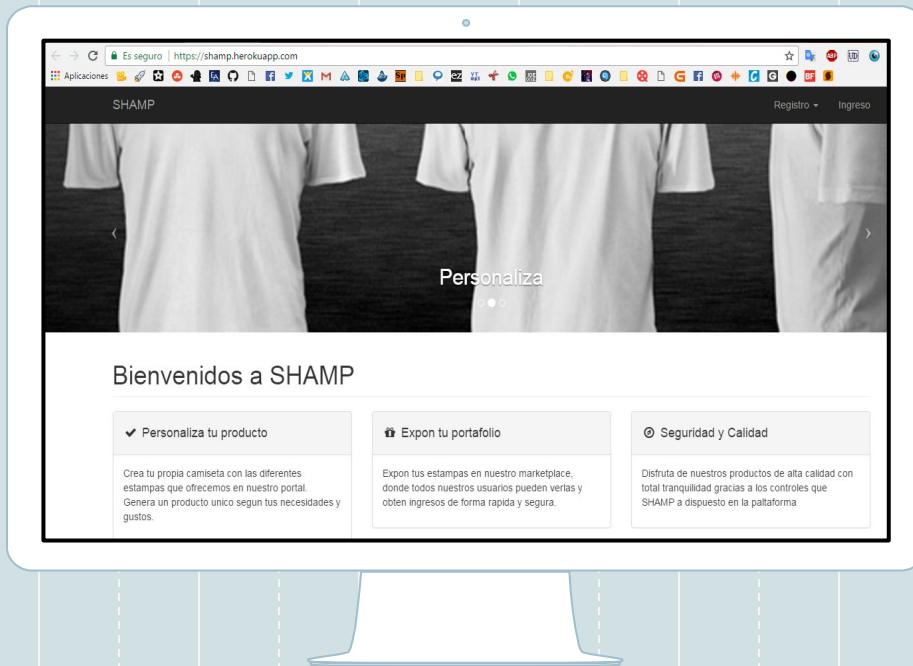 Es seguro | https://shamp.herokuapp.com
Aplicaciones
SHAMP
Registro
Ingreso
Personaliza
Bienvenidos a SHAMP
Personaliza tu producto
Crea tu propia camiseta con las diferentes
estampas que ofrecemos en nuestro portal.
Genera un producto unico segun tus necesidades y
gustos.
Expon tu portafolio
Expon tus estampas en nuestro marketplace,
donde todos nuestros usuarios pueden verlas y
obten ingresos de forma rapida y segura.
Seguridad y Calidad
Disfruta de nuestros productos de alta calidad con
total tranquilidad gracias a los controles que
SHAMP a dispuesto en la paltaforma